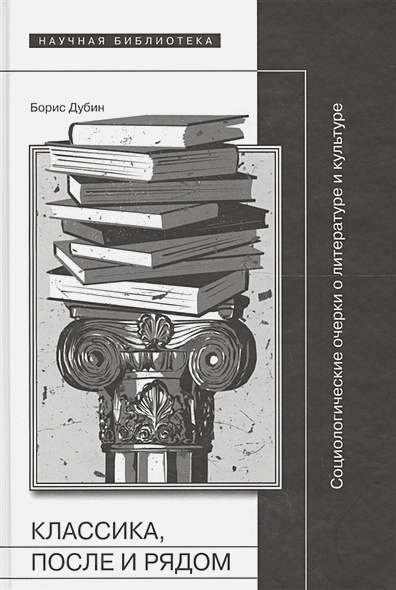 НАУЧНАЯ БИБЛИОТЕКА
Борис Дубин
КЛАССИКА,
ПОСЛЕ И РЯДОМ
Социологические очерки о литературе и культуре